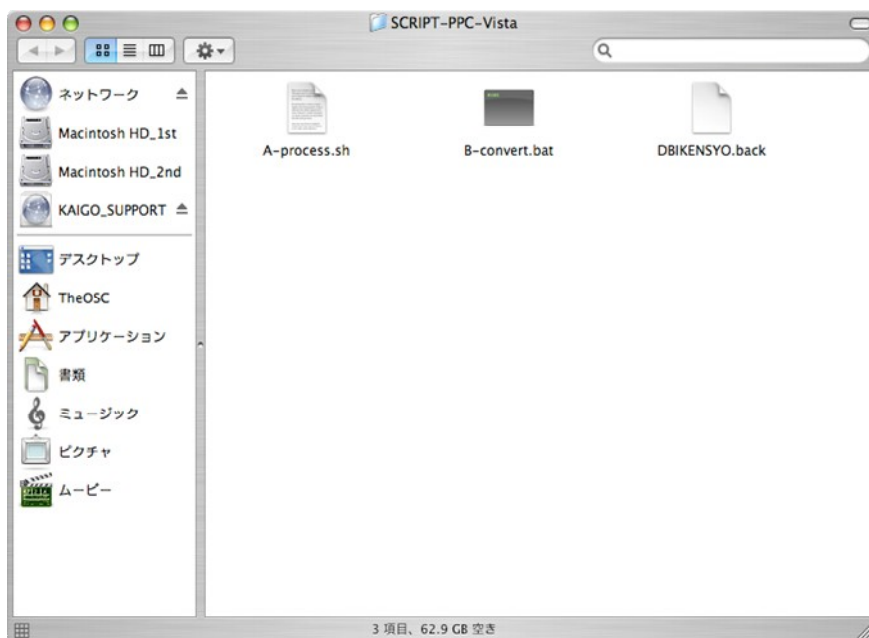 SCRIPT-PPC-Vista
ネットワーク
Macintosh HD_1st
Macintosh HD_2nd
KAIGO_SUPPORT
デスクトップ
TheOSC
アプリケーション
書類
ミュージック
ピクチャ
ムービー
A-process.sh
B-convert.bat
DBIKENSYO.back
3 項目、62.9 GB 空き